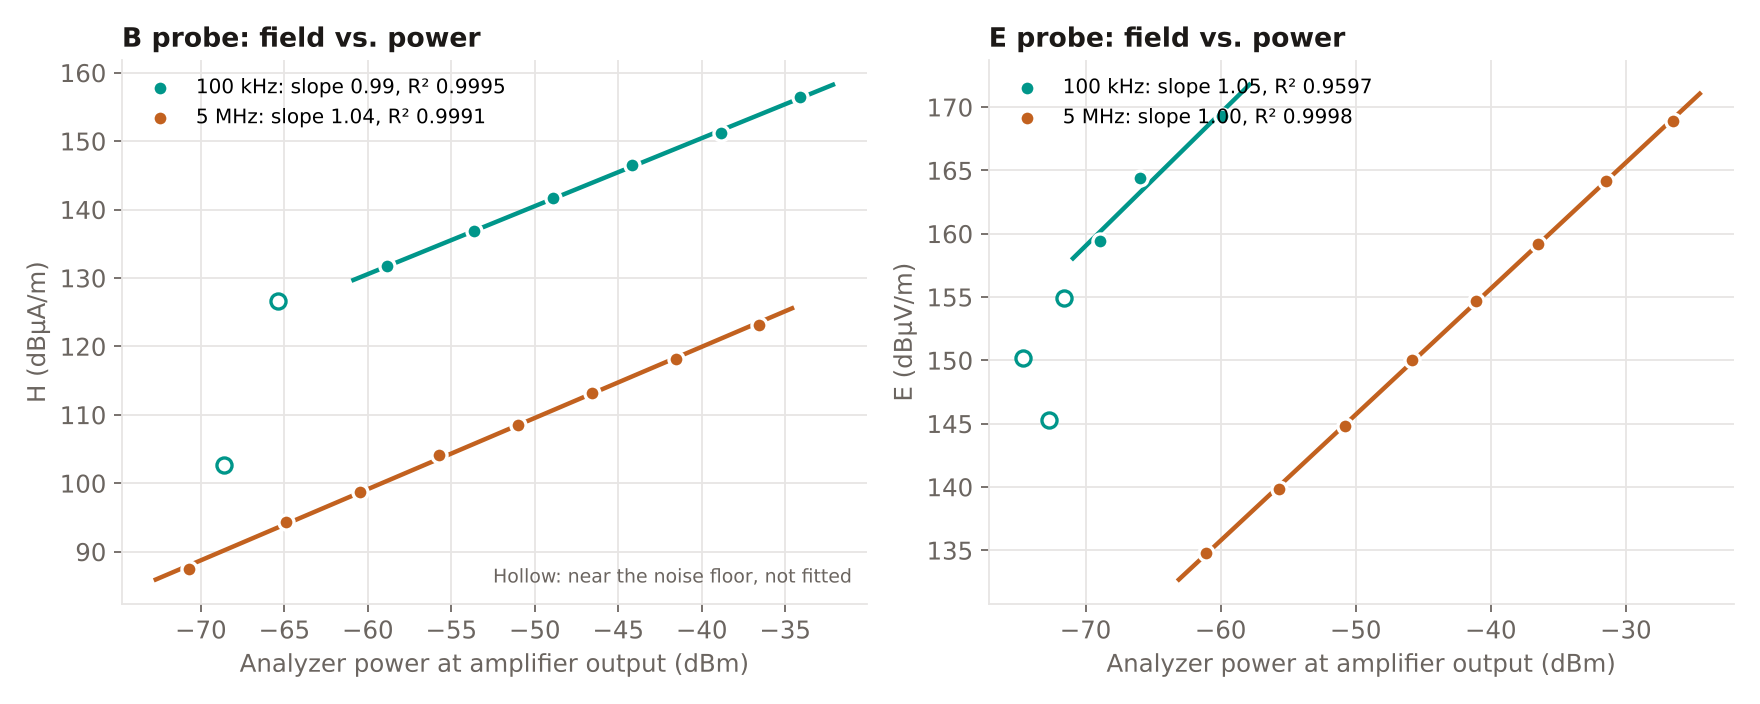 B probe: field vs. power
100 kHz: slope 0.99, R² 0.9995
5 MHz: slope 1.04, R² 0.9991
160
150
140
130
120
110
100
90
H (dBµA/m)
Hollow: near the noise floor, not fitted
−70 −65 −60 −55 −50 −45 −40 −35
Analyzer power at amplifier output (dBm)
E probe: field vs. power
100 kHz: slope 1.05, R² 0.9597
5 MHz: slope 1.00, R² 0.9998
170
165
160
155
150
145
140
135
E (dBµV/m)
−70 −60 −50 −40 −30
Analyzer power at amplifier output (dBm)